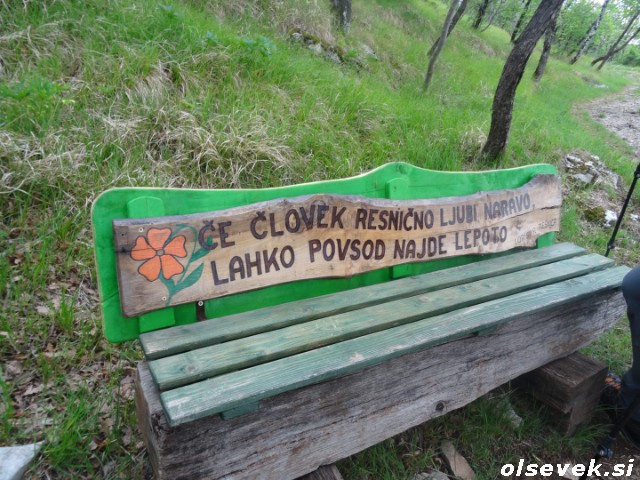 ČE ČLOVEK RESNIČNO LJUBI NARAVO,
LAHKO POVSOD NAJDE LEPOTO
olsevek.si